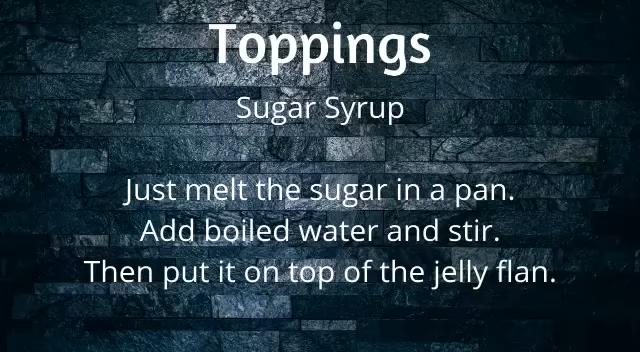 Toppings
Sugar Syrup
Just melt the sugar in a pan.
Add boiled water and stir.
Then put it on top of the jelly flan.